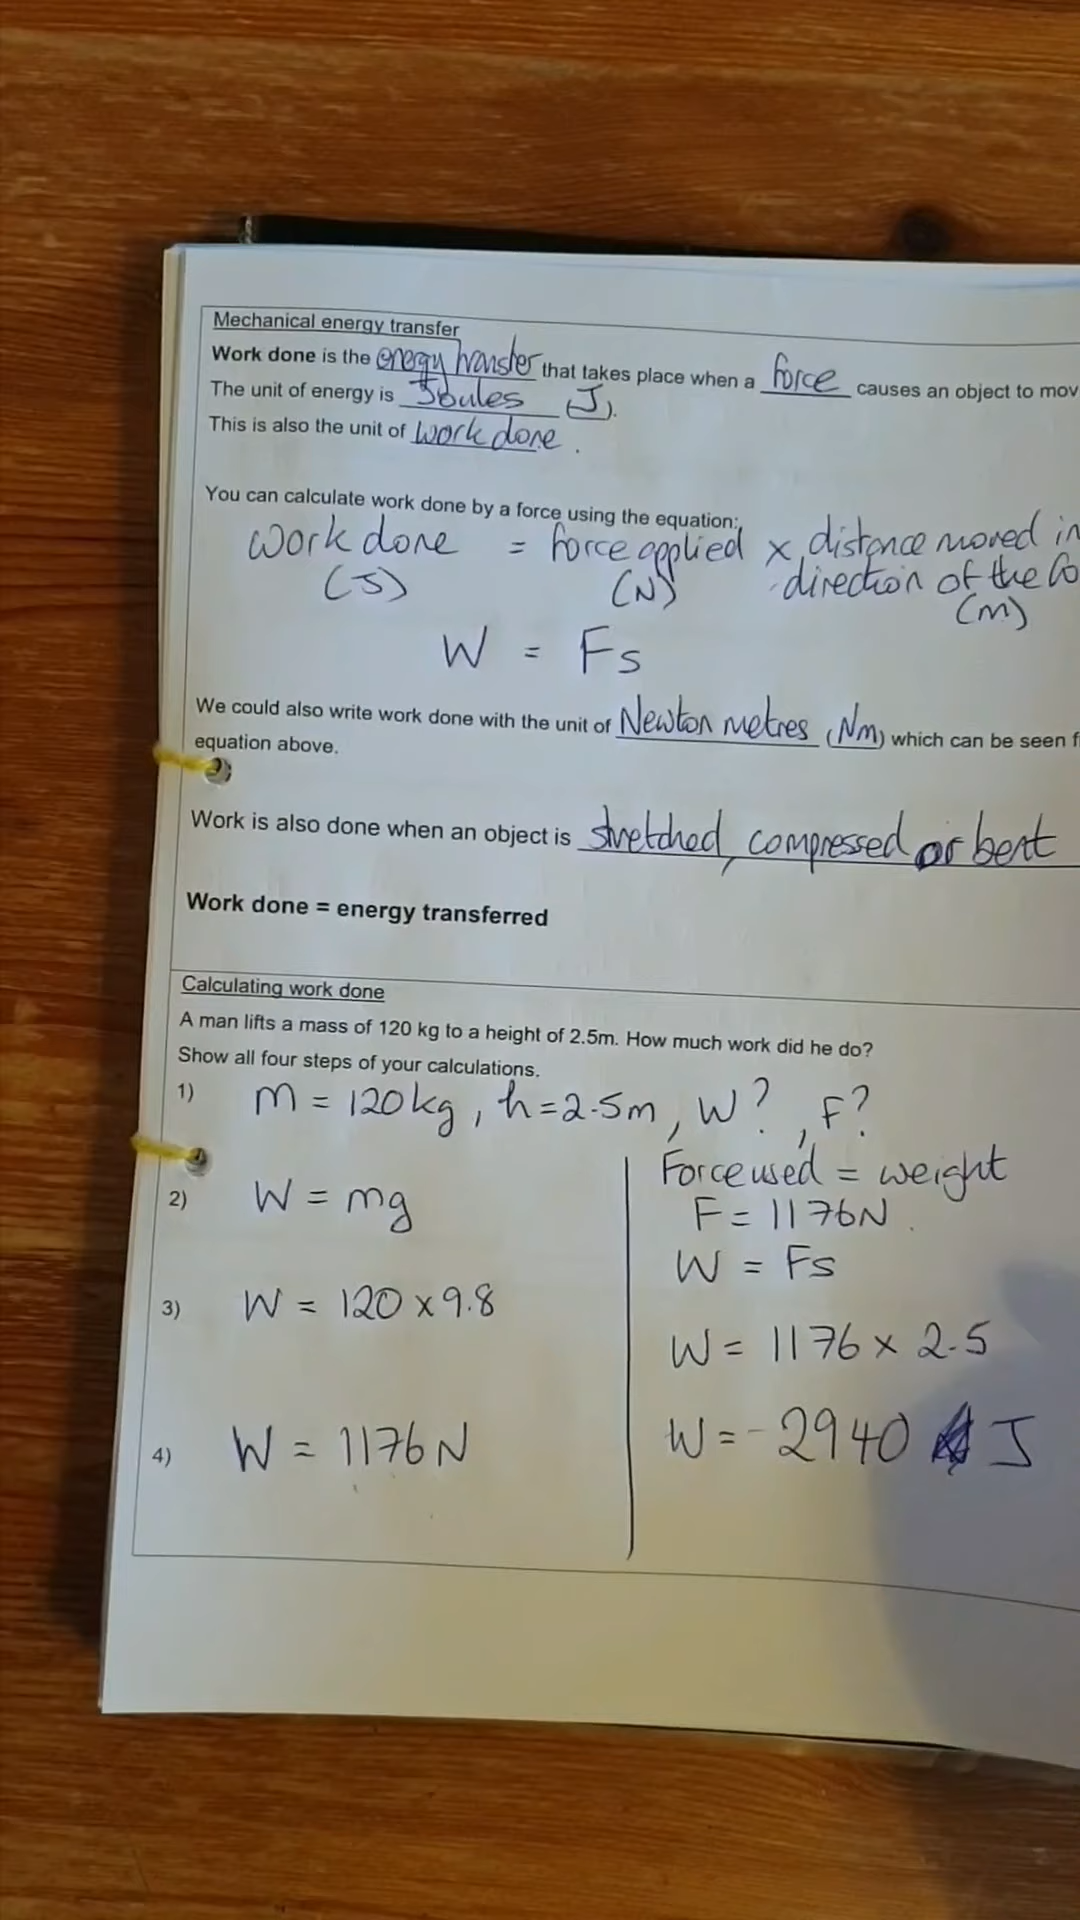 Mechanical energy transfer
Work done is the energy transfer that takes place when a force causes an object to mov
The unit of energy is Joules (J).
This is also the unit of work done.
You can calculate work done by a force using the equation:
work done = force applied x distance moved in
(J) (N) direction of the fo
(m)
W = Fs
We could also write work done with the unit of Newton metres (Nm) which can be seen f
equation above.
Work is also done when an object is stretched, compressed or bent
Work done = energy transferred
Calculating work done
A man lifts a mass of 120 kg to a height of 2.5m. How much work did he do?
Show all four steps of your calculations.
1) m = 120kg, h=2.5m, W?, F?
2) W = mg
3) W = 120 x 9.8
4) W = 1176N
Force used = weight
F = 1176N
W = Fs
W = 1176 x 2.5
W = 2940 J